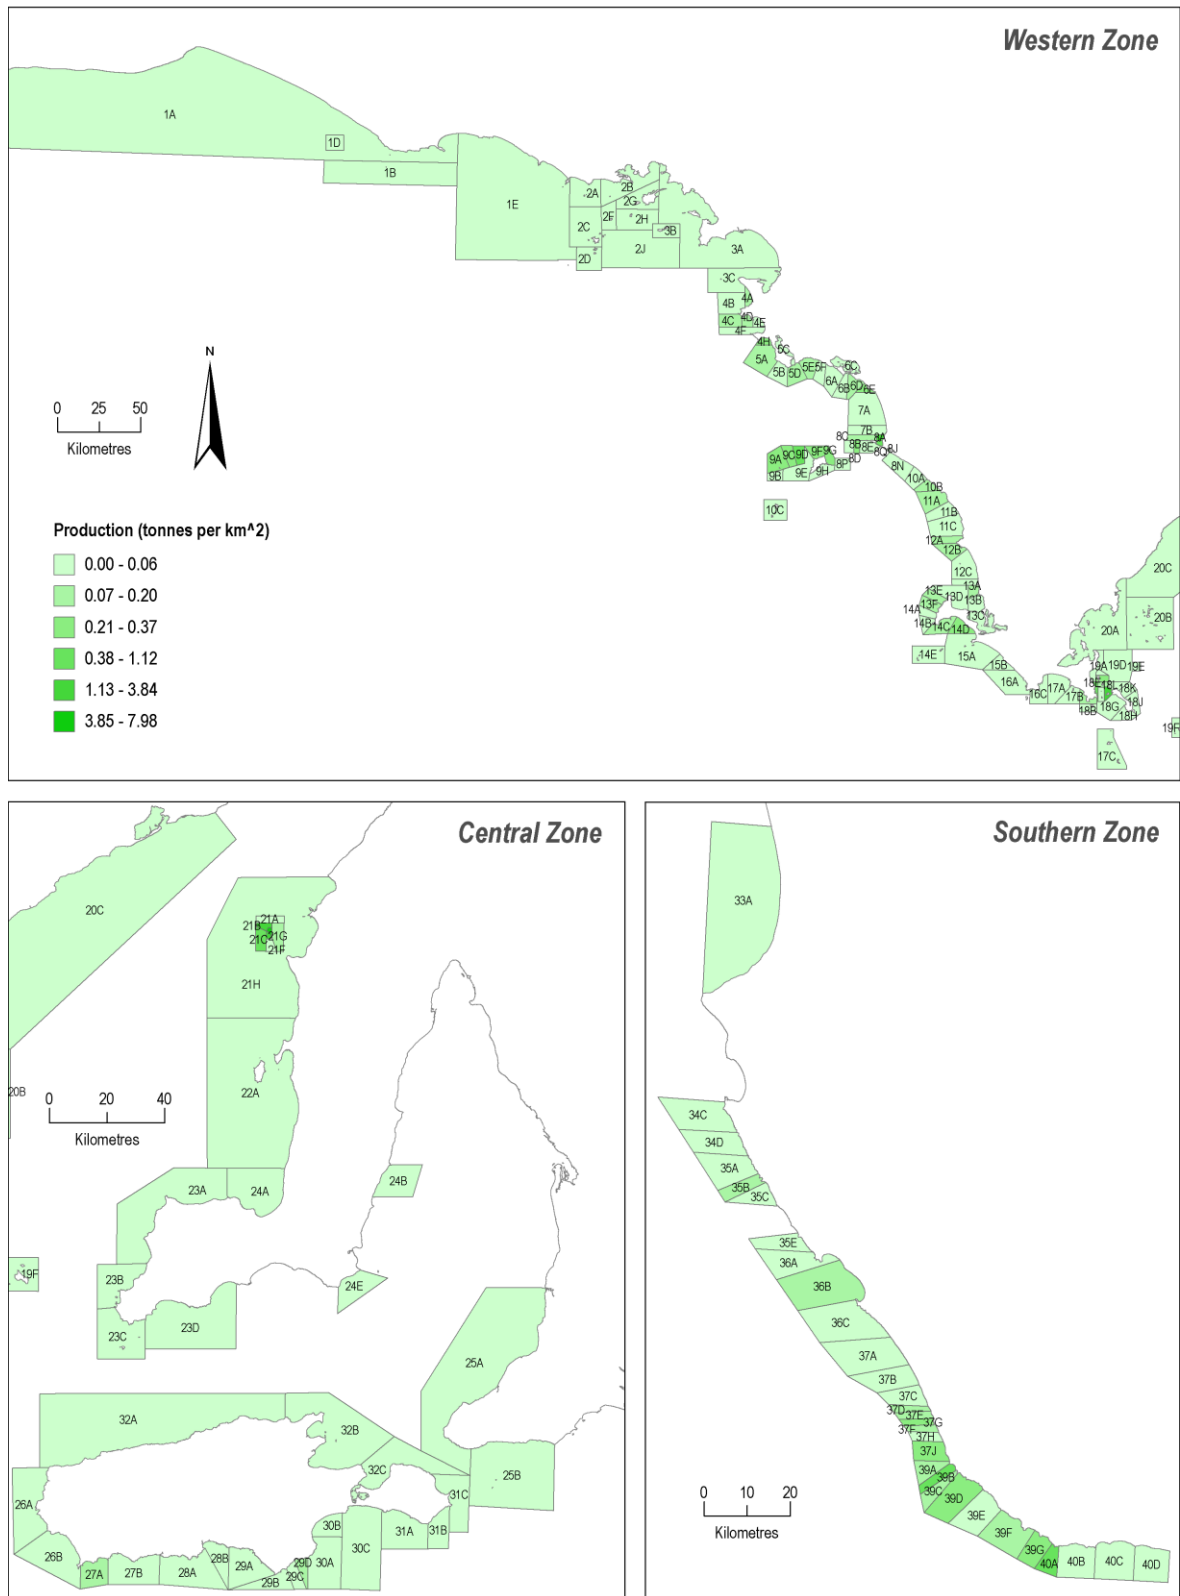 Western Zone
1A
1D
1B
1E
2A
2B
2G
2F
2H
2C
3B
2J
2D
3A
3C
4A
4B
4C
4D
4E
4F
4H
5C
5A
5B
5D
5E
5F
6C
6A
6B
6D
6E
7A
7B
8C
8A
8B
8E
8J
8D
8N
9A
9C
9D
9F
9G
9B
9E
9H
8P
10C
10A
10B
11A
11B
11C
12A
12B
12C
13A
13E
13D
13B
13F
13C
14A
14B
14C
14D
14E
15A
15B
16A
16C
17A
17B
18B
18E
18L
18K
18J
18G
18H
19A
19D
19E
20A
20B
20C
19F
17C
N
0 25 50
Kilometres
Production (tonnes per km^2)
0.00 - 0.06
0.07 - 0.20
0.21 - 0.37
0.38 - 1.12
1.13 - 3.84
3.85 - 7.98
Central Zone
20C
21A
21B
21C
21G
21F
21H
22A
20B
0 20 40
Kilometres
23A
24A
24B
19F
23B
24E
23C
23D
25A
32A
32B
32C
25B
26A
31C
30B
31A
31B
26B
28B
29A
29D
30A
30C
27A
27B
28A
29B
29C
Southern Zone
33A
34C
34D
35A
35B
35C
35E
36A
36B
36C
37A
37B
37C
37D
37E
37G
37F
37H
37J
39A
39B
39C
39D
39E
39F
39G
40A
40B
40C
40D
0 10 20
Kilometres